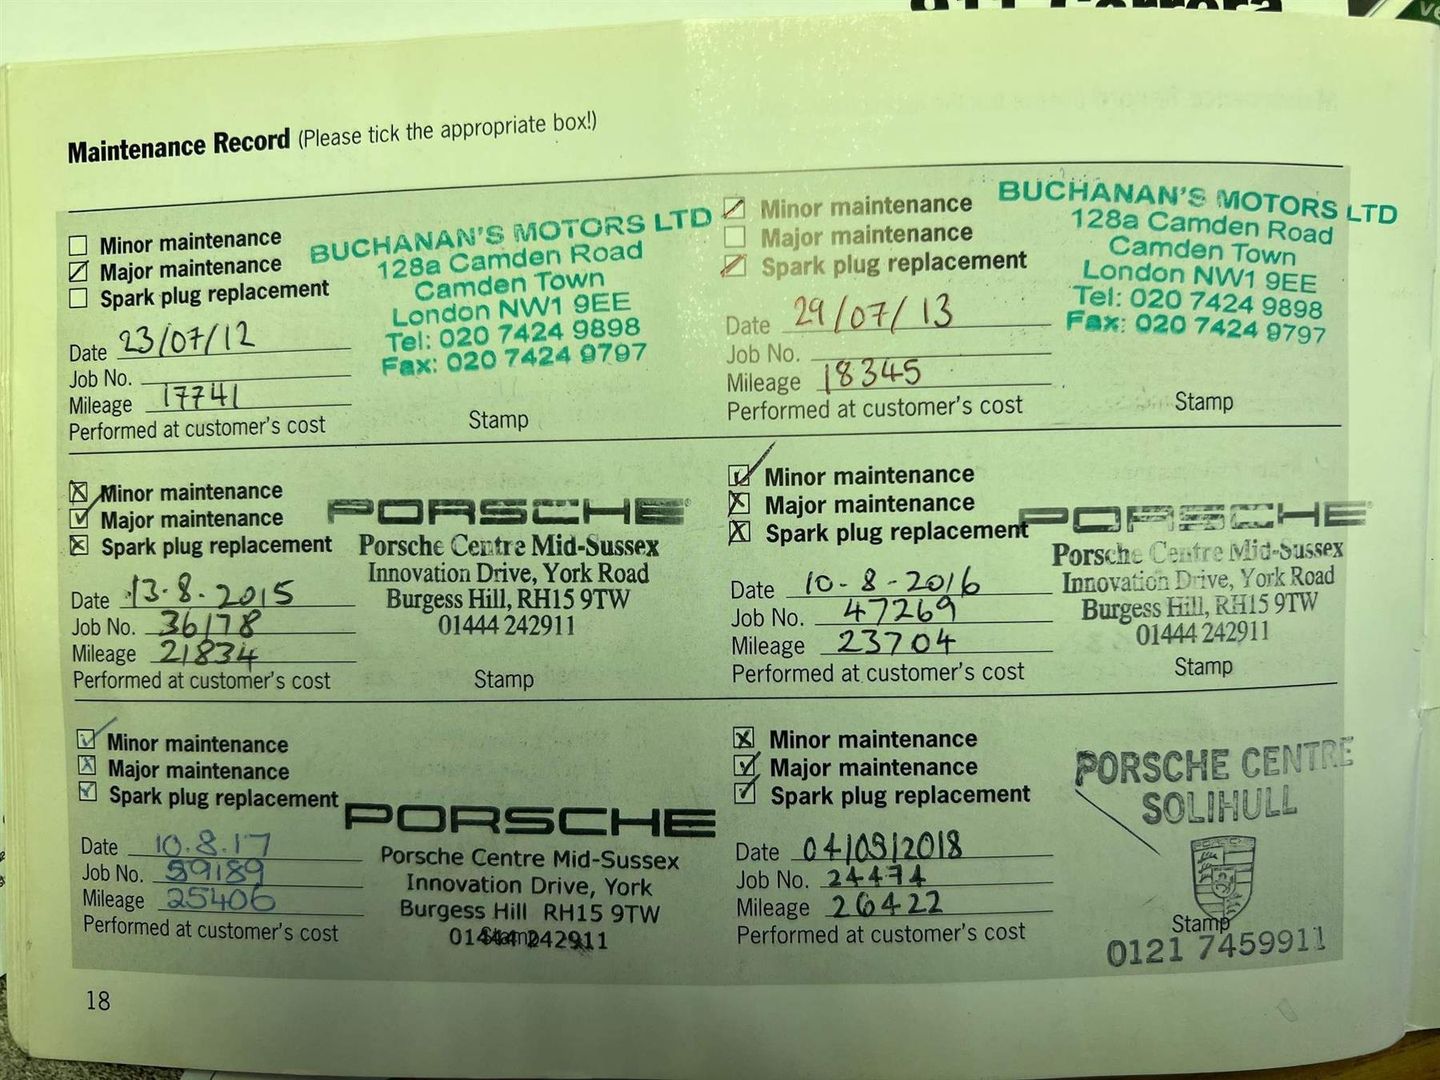 911 Carrera
Maintenance Record (Please tick the appropriate box!)
Minor maintenance
Major maintenance
Spark plug replacement
Date 23/07/12
Job No.
Mileage 17741
Performed at customer's cost
BUCHANAN'S MOTORS LTD
128a Camden Road
Camden Town
London NW1 9EE
Tel: 020 7424 9898
Fax: 020 7424 9797
Stamp
Minor maintenance
Major maintenance
Spark plug replacement
Date 29/07/13
Job No.
Mileage 18345
Performed at customer's cost
BUCHANAN'S MOTORS LTD
128a Camden Road
Camden Town
London NW1 9EE
Tel: 020 7424 9898
Fax: 020 7424 9797
Stamp
Minor maintenance
Major maintenance
Spark plug replacement
Date 13.8.2015
Job No. 36178
Mileage 21834
Performed at customer's cost
PORSCHE
Porsche Centre Mid-Sussex
Innovation Drive, York Road
Burgess Hill, RH15 9TW
01444 242911
Stamp
Minor maintenance
Major maintenance
Spark plug replacement
Date 10-8-2016
Job No. 47269
Mileage 23704
Performed at customer's cost
PORSCHE
Porsche Centre Mid-Sussex
Innovation Drive, York Road
Burgess Hill, RH15 9TW
01444 242911
Stamp
Minor maintenance
Major maintenance
Spark plug replacement
Date 10.8.17
Job No. 59189
Mileage 25406
Performed at customer's cost
PORSCHE
Porsche Centre Mid-Sussex
Innovation Drive, York
Burgess Hill RH15 9TW
01444 242911
Stamp
Minor maintenance
Major maintenance
Spark plug replacement
Date 04/09/2018
Job No. 24474
Mileage 26422
Performed at customer's cost
PORSCHE CENTRE
SOLIHULL
Stamp
0121 7459911
18